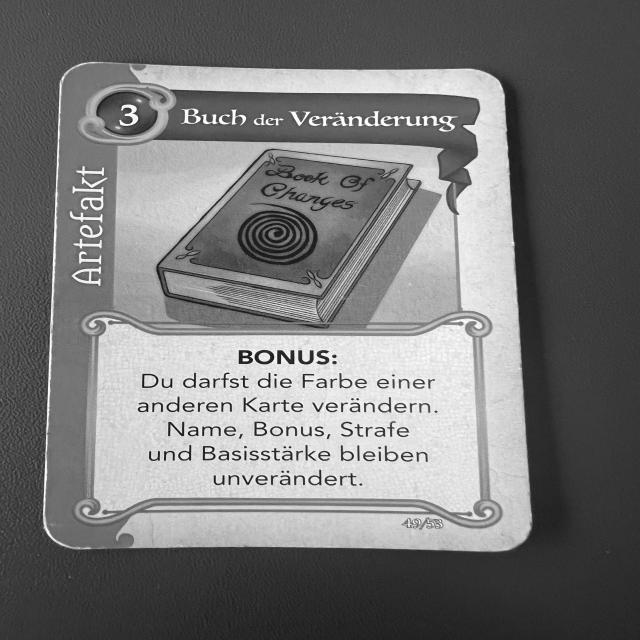 3
Buch der Veränderung
Artefakt
Book Of
Changes
BONUS:
Du darfst die Farbe einer
anderen Karte verändern.
Name, Bonus, Strafe
und Basisstärke bleiben
unverändert.
49/53